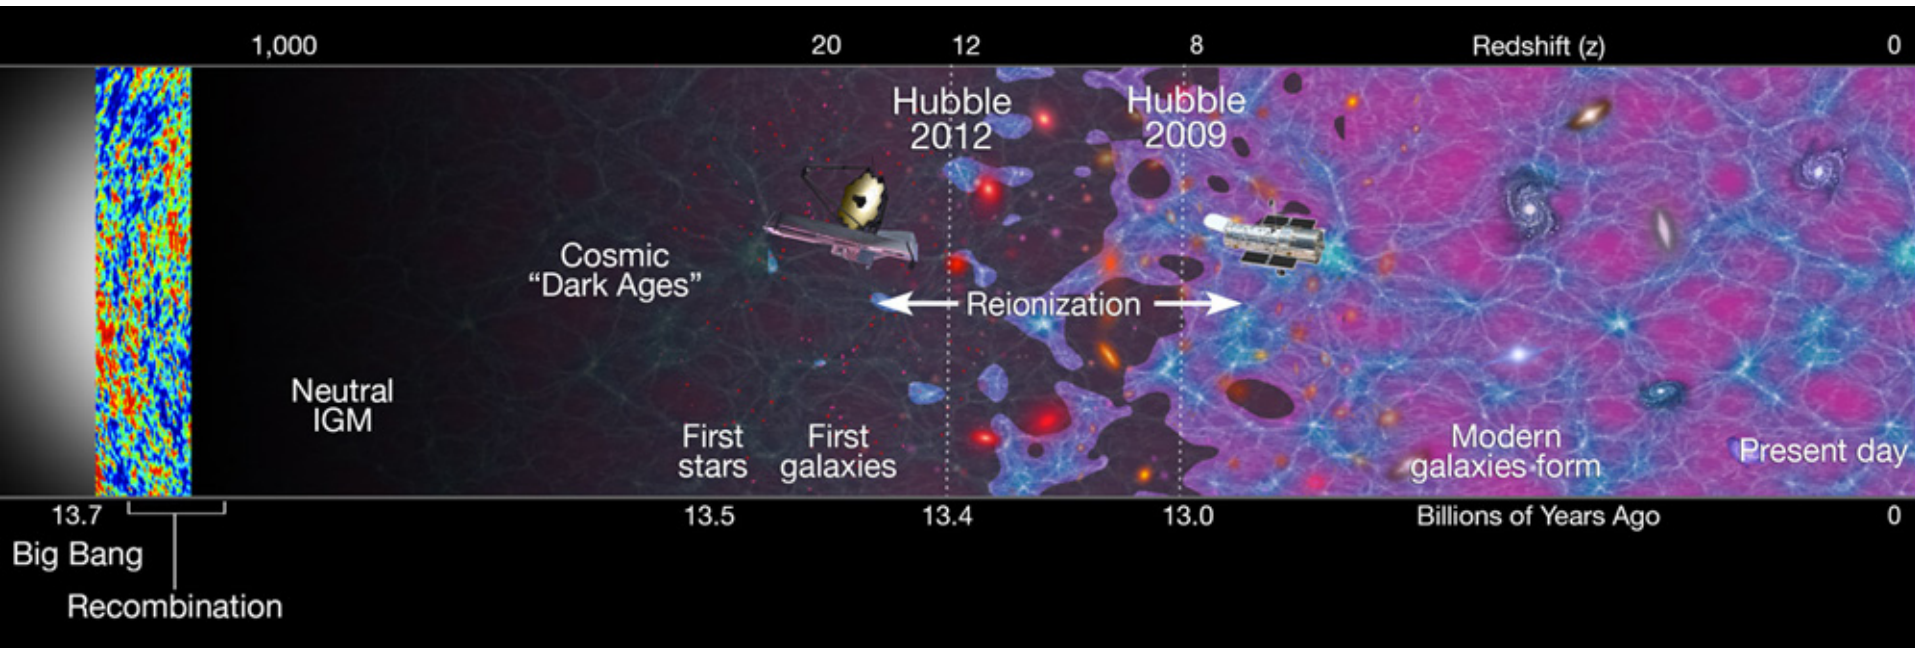 1,000 20 12 8 Redshift (z) 0
Hubble
2012
Hubble
2009
Cosmic
“Dark Ages”
Reionization
Neutral
IGM
First
stars
First
galaxies
Modern
galaxies form
Present day
13.7 13.5 13.4 13.0 Billions of Years Ago 0
Big Bang
Recombination